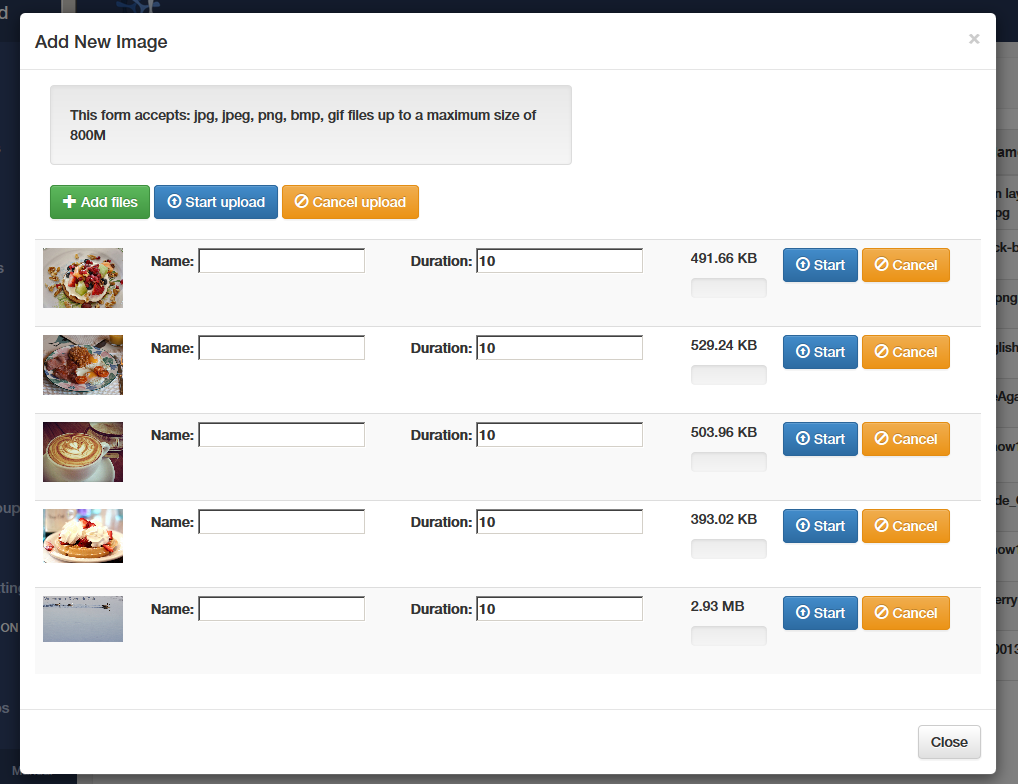 Add New Image ×
This form accepts: jpg, jpeg, png, bmp, gif files up to a maximum size of
800M
Add files Start upload Cancel upload
Name: Duration: 10 491.66 KB Start Cancel
Name: Duration: 10 529.24 KB Start Cancel
Name: Duration: 10 503.96 KB Start Cancel
Name: Duration: 10 393.02 KB Start Cancel
Name: Duration: 10 2.93 MB Start Cancel
Close